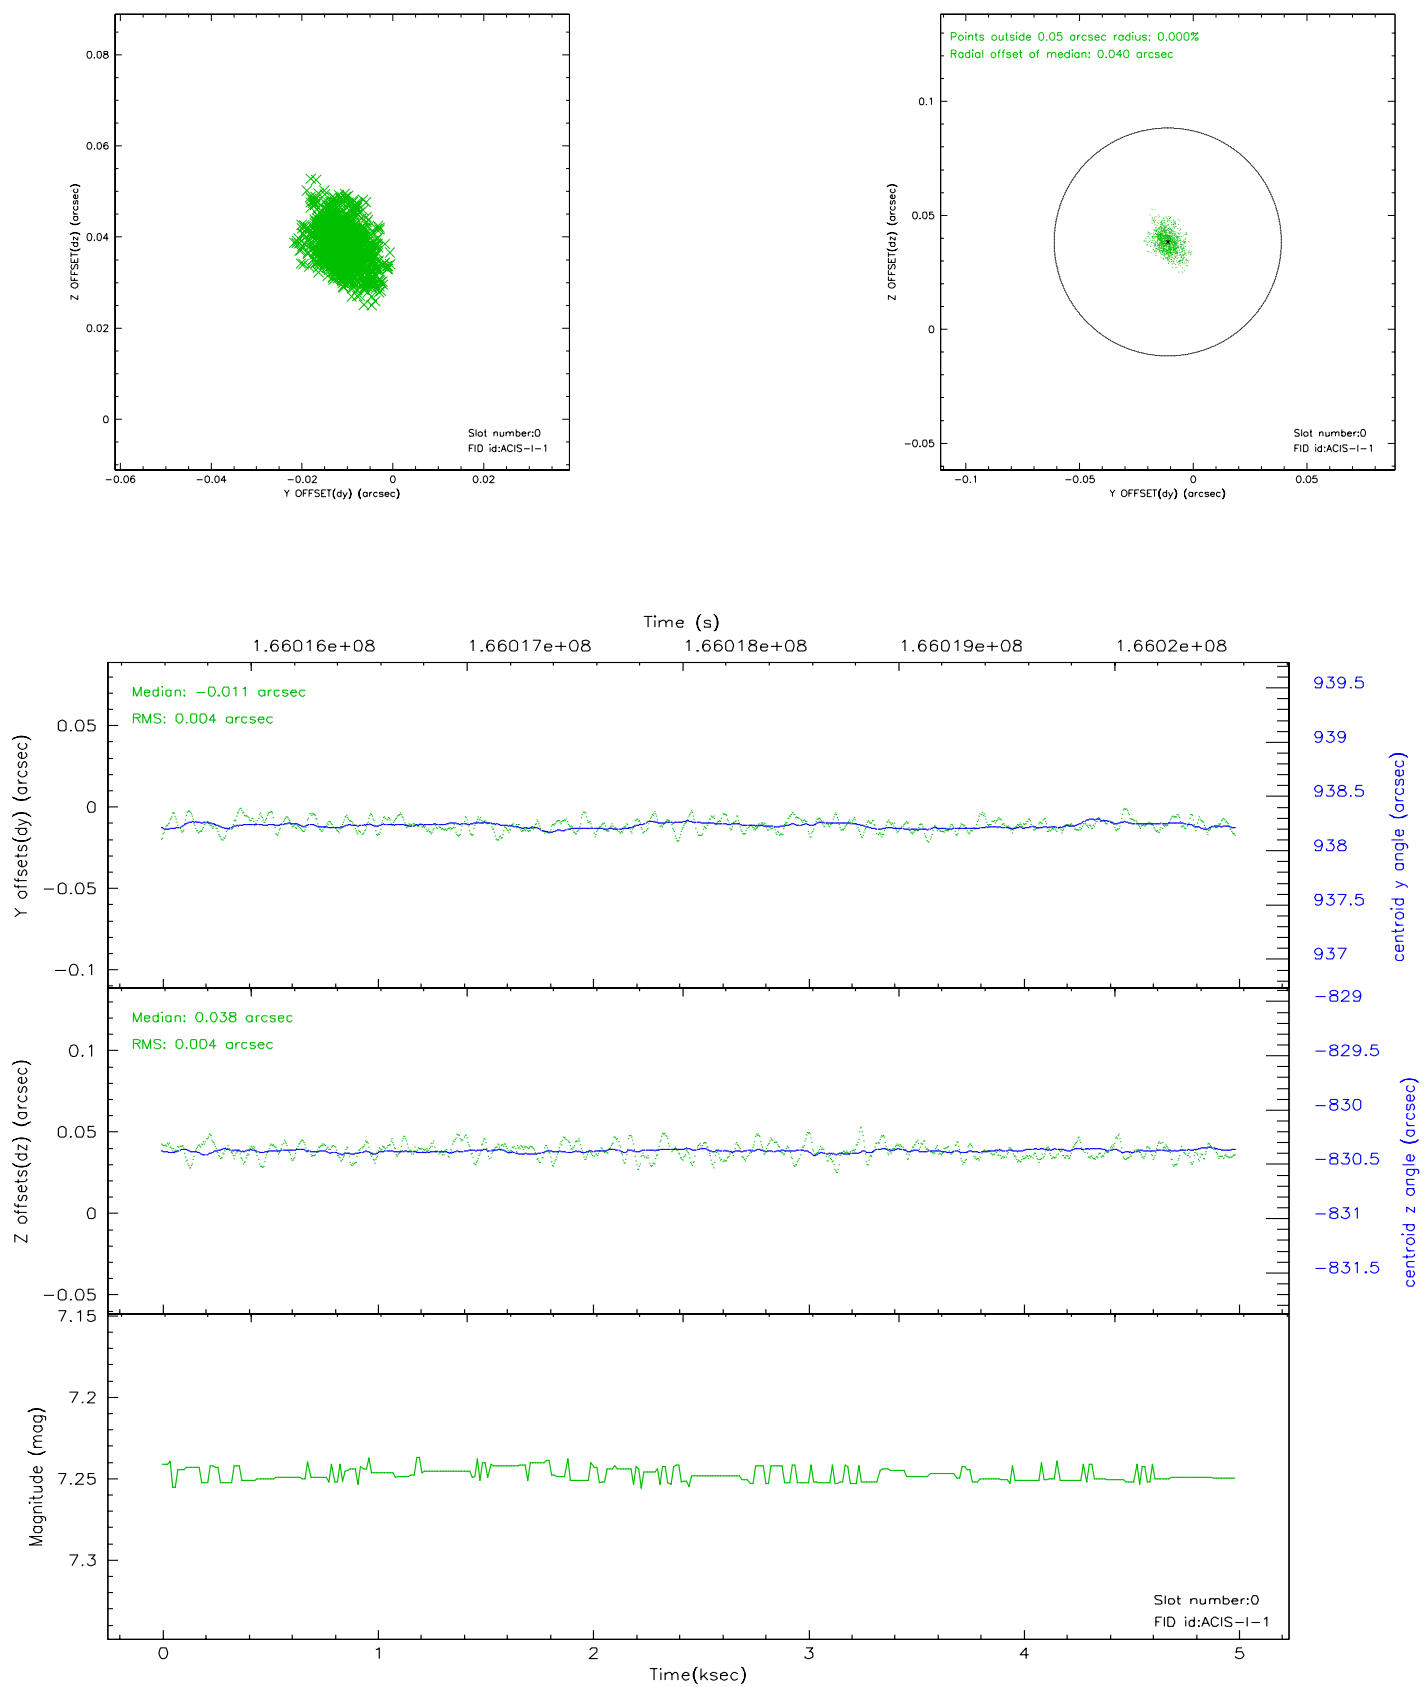 0.08
0.06
0.04
0.02
0
Z OFFSET(dz) (arcsec)
Slot number:0
FID id:ACIS-I-1
-0.06 -0.04 -0.02 0 0.02
Y OFFSET(dy) (arcsec)
Points outside 0.05 arcsec radius: 0.000%
Radial offset of median: 0.040 arcsec
0.1
0.05
0
-0.05
Z OFFSET(dz) (arcsec)
Slot number:0
FID id:ACIS-I-1
-0.1 -0.05 0 0.05
Y OFFSET(dy) (arcsec)
Time (s)
1.66016e+08 1.66017e+08 1.66018e+08 1.66019e+08 1.6602e+08
Median: -0.011 arcsec
RMS: 0.004 arcsec
0.05
0
-0.05
-0.1
Y offsets(dy) (arcsec)
939.5
939
938.5
938
937.5
937
centroid y angle (arcsec)
Median: 0.038 arcsec
RMS: 0.004 arcsec
0.1
0.05
0
-0.05
Z offsets(dz) (arcsec)
-829
-829.5
-830
-830.5
-831
-831.5
centroid z angle (arcsec)
7.15
7.2
7.25
7.3
Magnitude (mag)
Slot number:0
FID id:ACIS-I-1
0 1 2 3 4 5
Time(ksec)